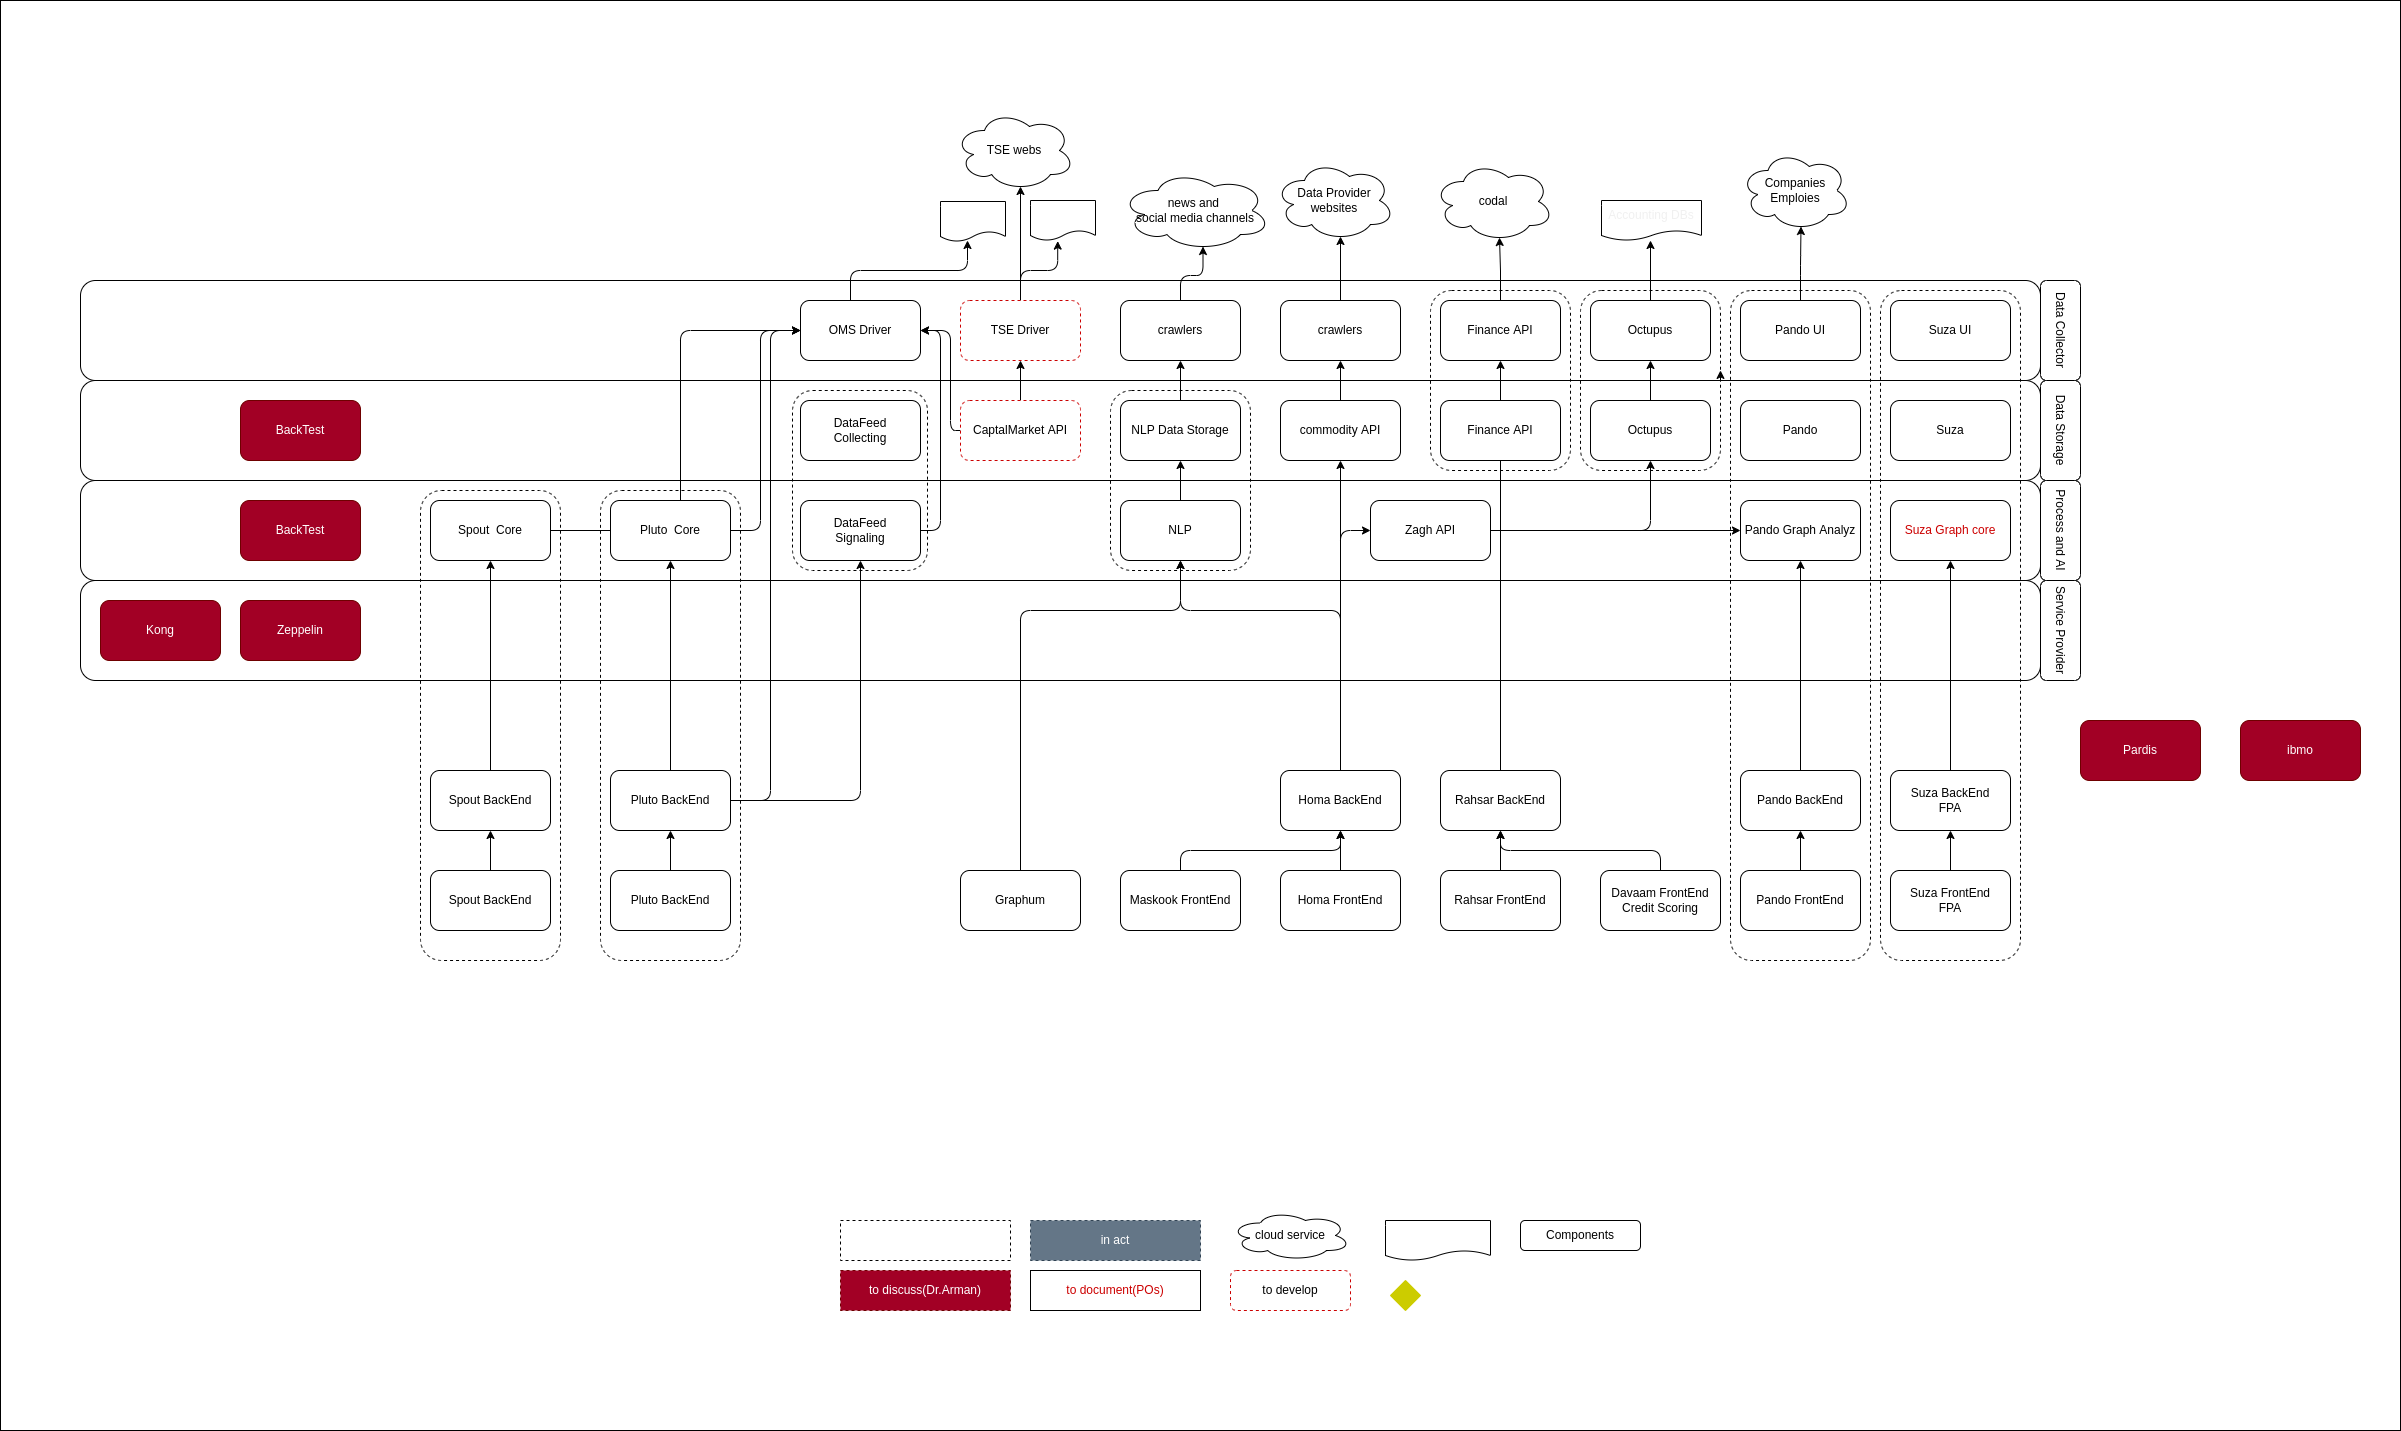 TSE webs
news and
social media channels
Data Provider
websites
codal
Accounting DBs
Companies
Emploies
OMS Driver
TSE Driver
crawlers
crawlers
Finance API
Octupus
Pando UI
Suza UI
Data Collector
BackTest
DataFeed
Collecting
CaptalMarket API
NLP Data Storage
commodity API
Finance API
Octupus
Pando
Suza
Data Storage
BackTest
Spout  Core
Pluto  Core
DataFeed
Signaling
NLP
Zagh API
Pando Graph Analyz
Suza Graph core
Process and AI
Kong
Zeppelin
Service Provider
Pardis
ibmo
Spout BackEnd
Pluto BackEnd
Homa BackEnd
Rahsar BackEnd
Pando BackEnd
Suza BackEnd
FPA
Spout BackEnd
Pluto BackEnd
Graphum
Maskook FrontEnd
Homa FrontEnd
Rahsar FrontEnd
Davaam FrontEnd
Credit Scoring
Pando FrontEnd
Suza FrontEnd
FPA
in act
cloud service
Components
to discuss(Dr.Arman)
to document(POs)
to develop